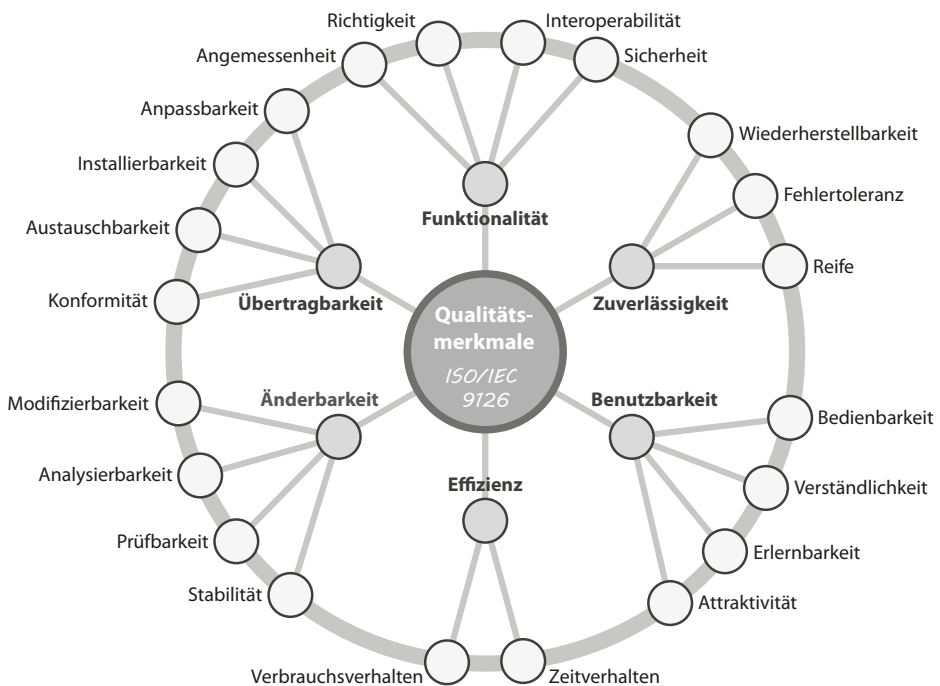 Richtigkeit
Interoperabilität
Angemessenheit
Sicherheit
Anpassbarkeit
Wiederherstellbarkeit
Installierbarkeit
Fehlertoleranz
Funktionalität
Austauschbarkeit
Reife
Konformität
Übertragbarkeit
Zuverlässigkeit
Qualitäts-
merkmale
ISO/IEC
9126
Modifizierbarkeit
Änderbarkeit
Benutzbarkeit
Bedienbarkeit
Analysierbarkeit
Effizienz
Verständlichkeit
Prüfbarkeit
Erlernbarkeit
Stabilität
Attraktivität
Verbrauchsverhalten
Zeitverhalten